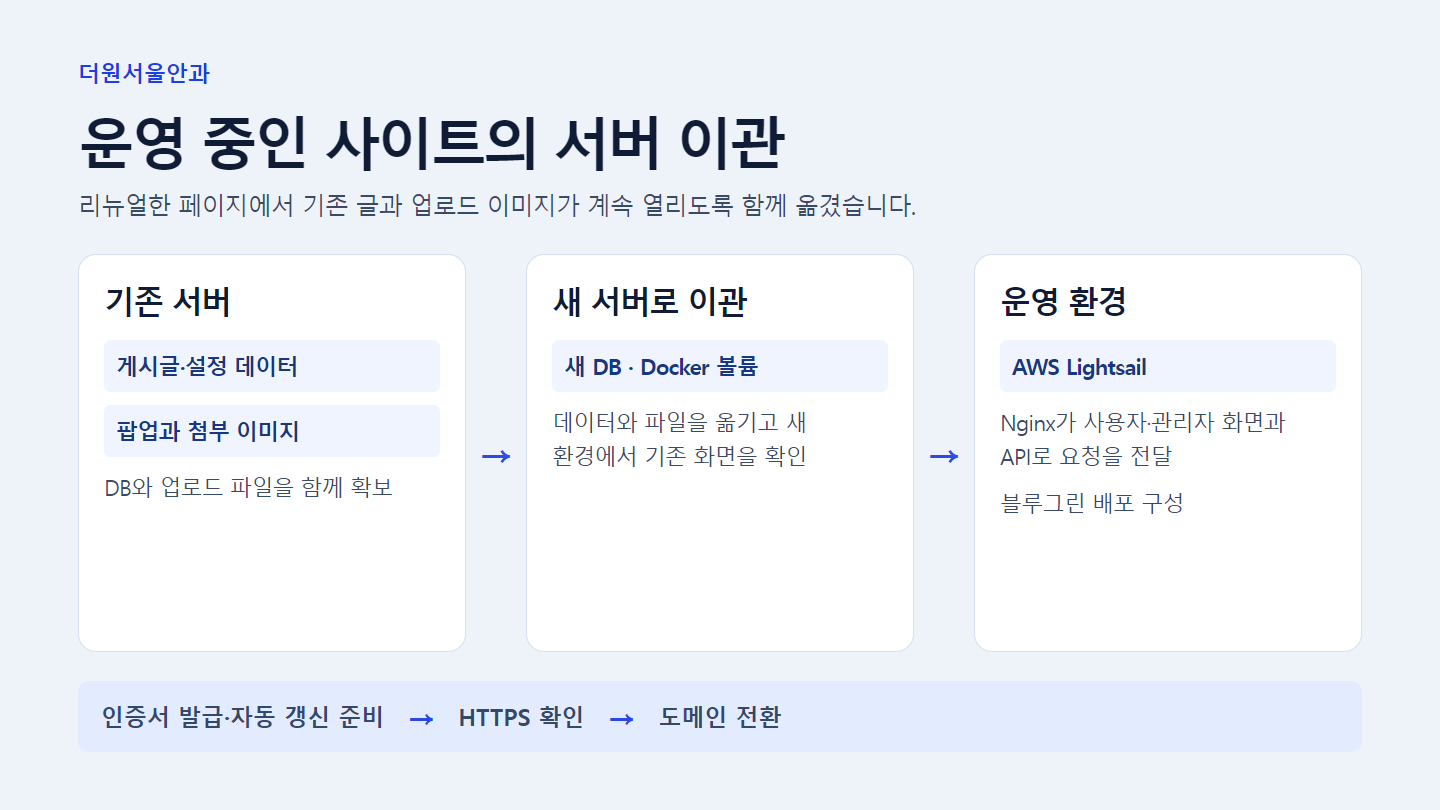 더원서울안과
운영 중인 사이트의 서버 이관
리뉴얼한 페이지에서 기존 글과 업로드 이미지가 계속 열리도록 함께 옮겼습니다.
기존 서버
게시글·설정 데이터
팝업과 첨부 이미지
DB와 업로드 파일을 함께 확보
→
새 서버로 이관
새 DB · Docker 볼륨
데이터와 파일을 옮기고 새
환경에서 기존 화면을 확인
→
운영 환경
AWS Lightsail
Nginx가 사용자·관리자 화면과
API로 요청을 전달
블루그린 배포 구성
인증서 발급·자동 갱신 준비 → HTTPS 확인 → 도메인 전환